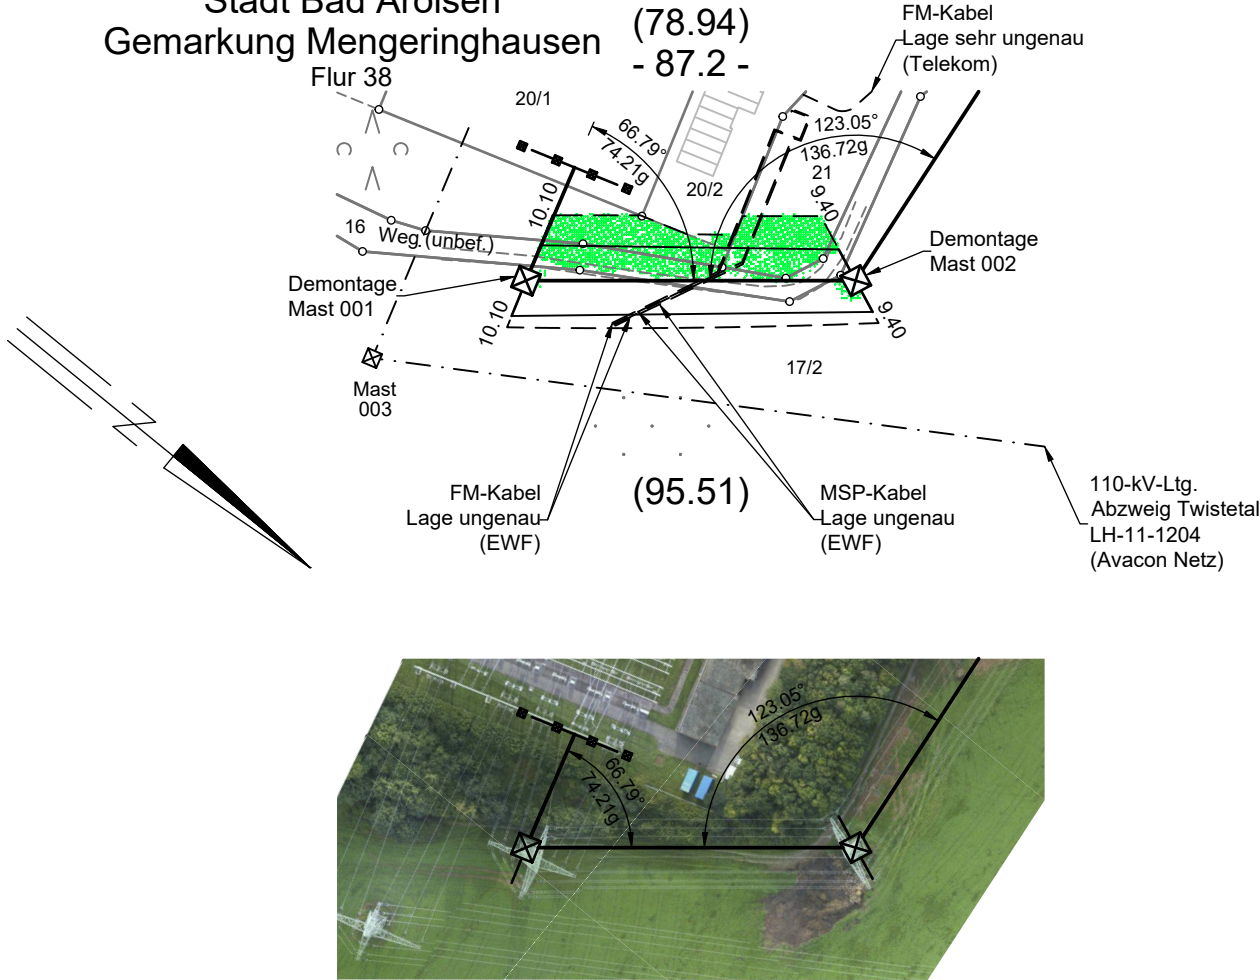 Stadt Bad Arolsen
Gemarkung Mengeringhausen
Flur 38
(78.94)
- 87.2 -
FM-Kabel
Lage sehr ungenau
(Telekom)
20/1
66.79°
74.21g
123.05°
136.72g
21
20/2
10.10
9.40
16
Weg (unbef.)
Demontage
Mast 001
Demontage
Mast 002
10.10
9.40
17/2
Mast
003
FM-Kabel
Lage ungenau
(EWF)
(95.51)
MSP-Kabel
Lage ungenau
(EWF)
110-kV-Ltg.
Abzweig Twistetal
LH-11-1204
(Avacon Netz)
123.05°
136.72g
66.79°
74.21g